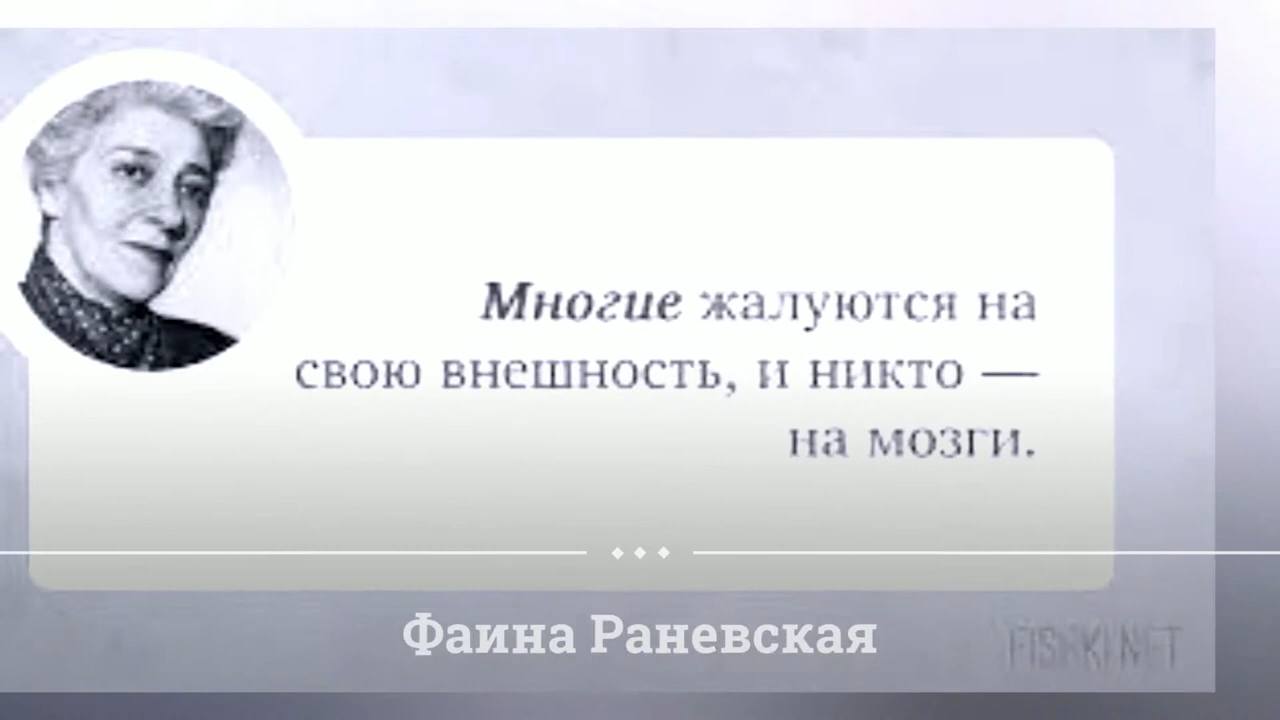 Многие жалуются на
свою внешность, и никто —
на мозги.
Фаина Раневская
FISHKI.NET